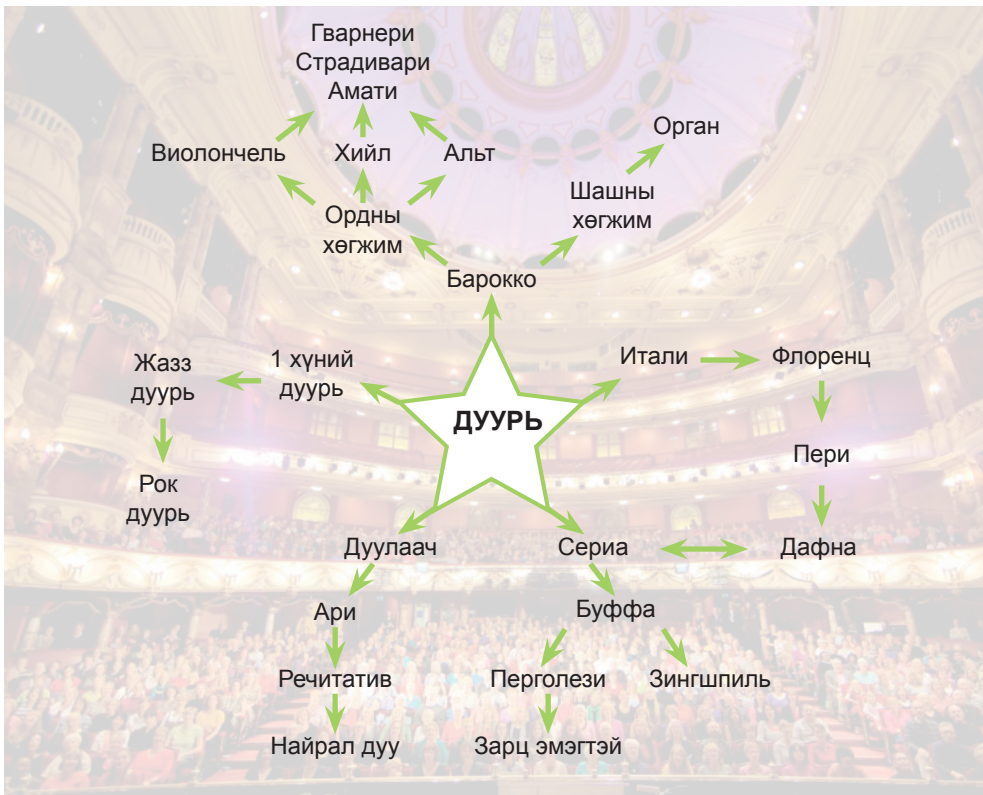 Гварнери
Страдивари
Амати
Виолончель
Хийл
Альт
Орган
Ордны
хөгжим
Шашны
хөгжим
Барокко
Жазз
дуурь
1 хүний
дуурь
Итали
Флоренц
ДУУРЬ
Рок
дуурь
Пери
Дуулаач
Сериа
Дафна
Ари
Буффа
Речитатив
Перголези
Зингшпиль
Найрал дуу
Зарц эмэгтэй